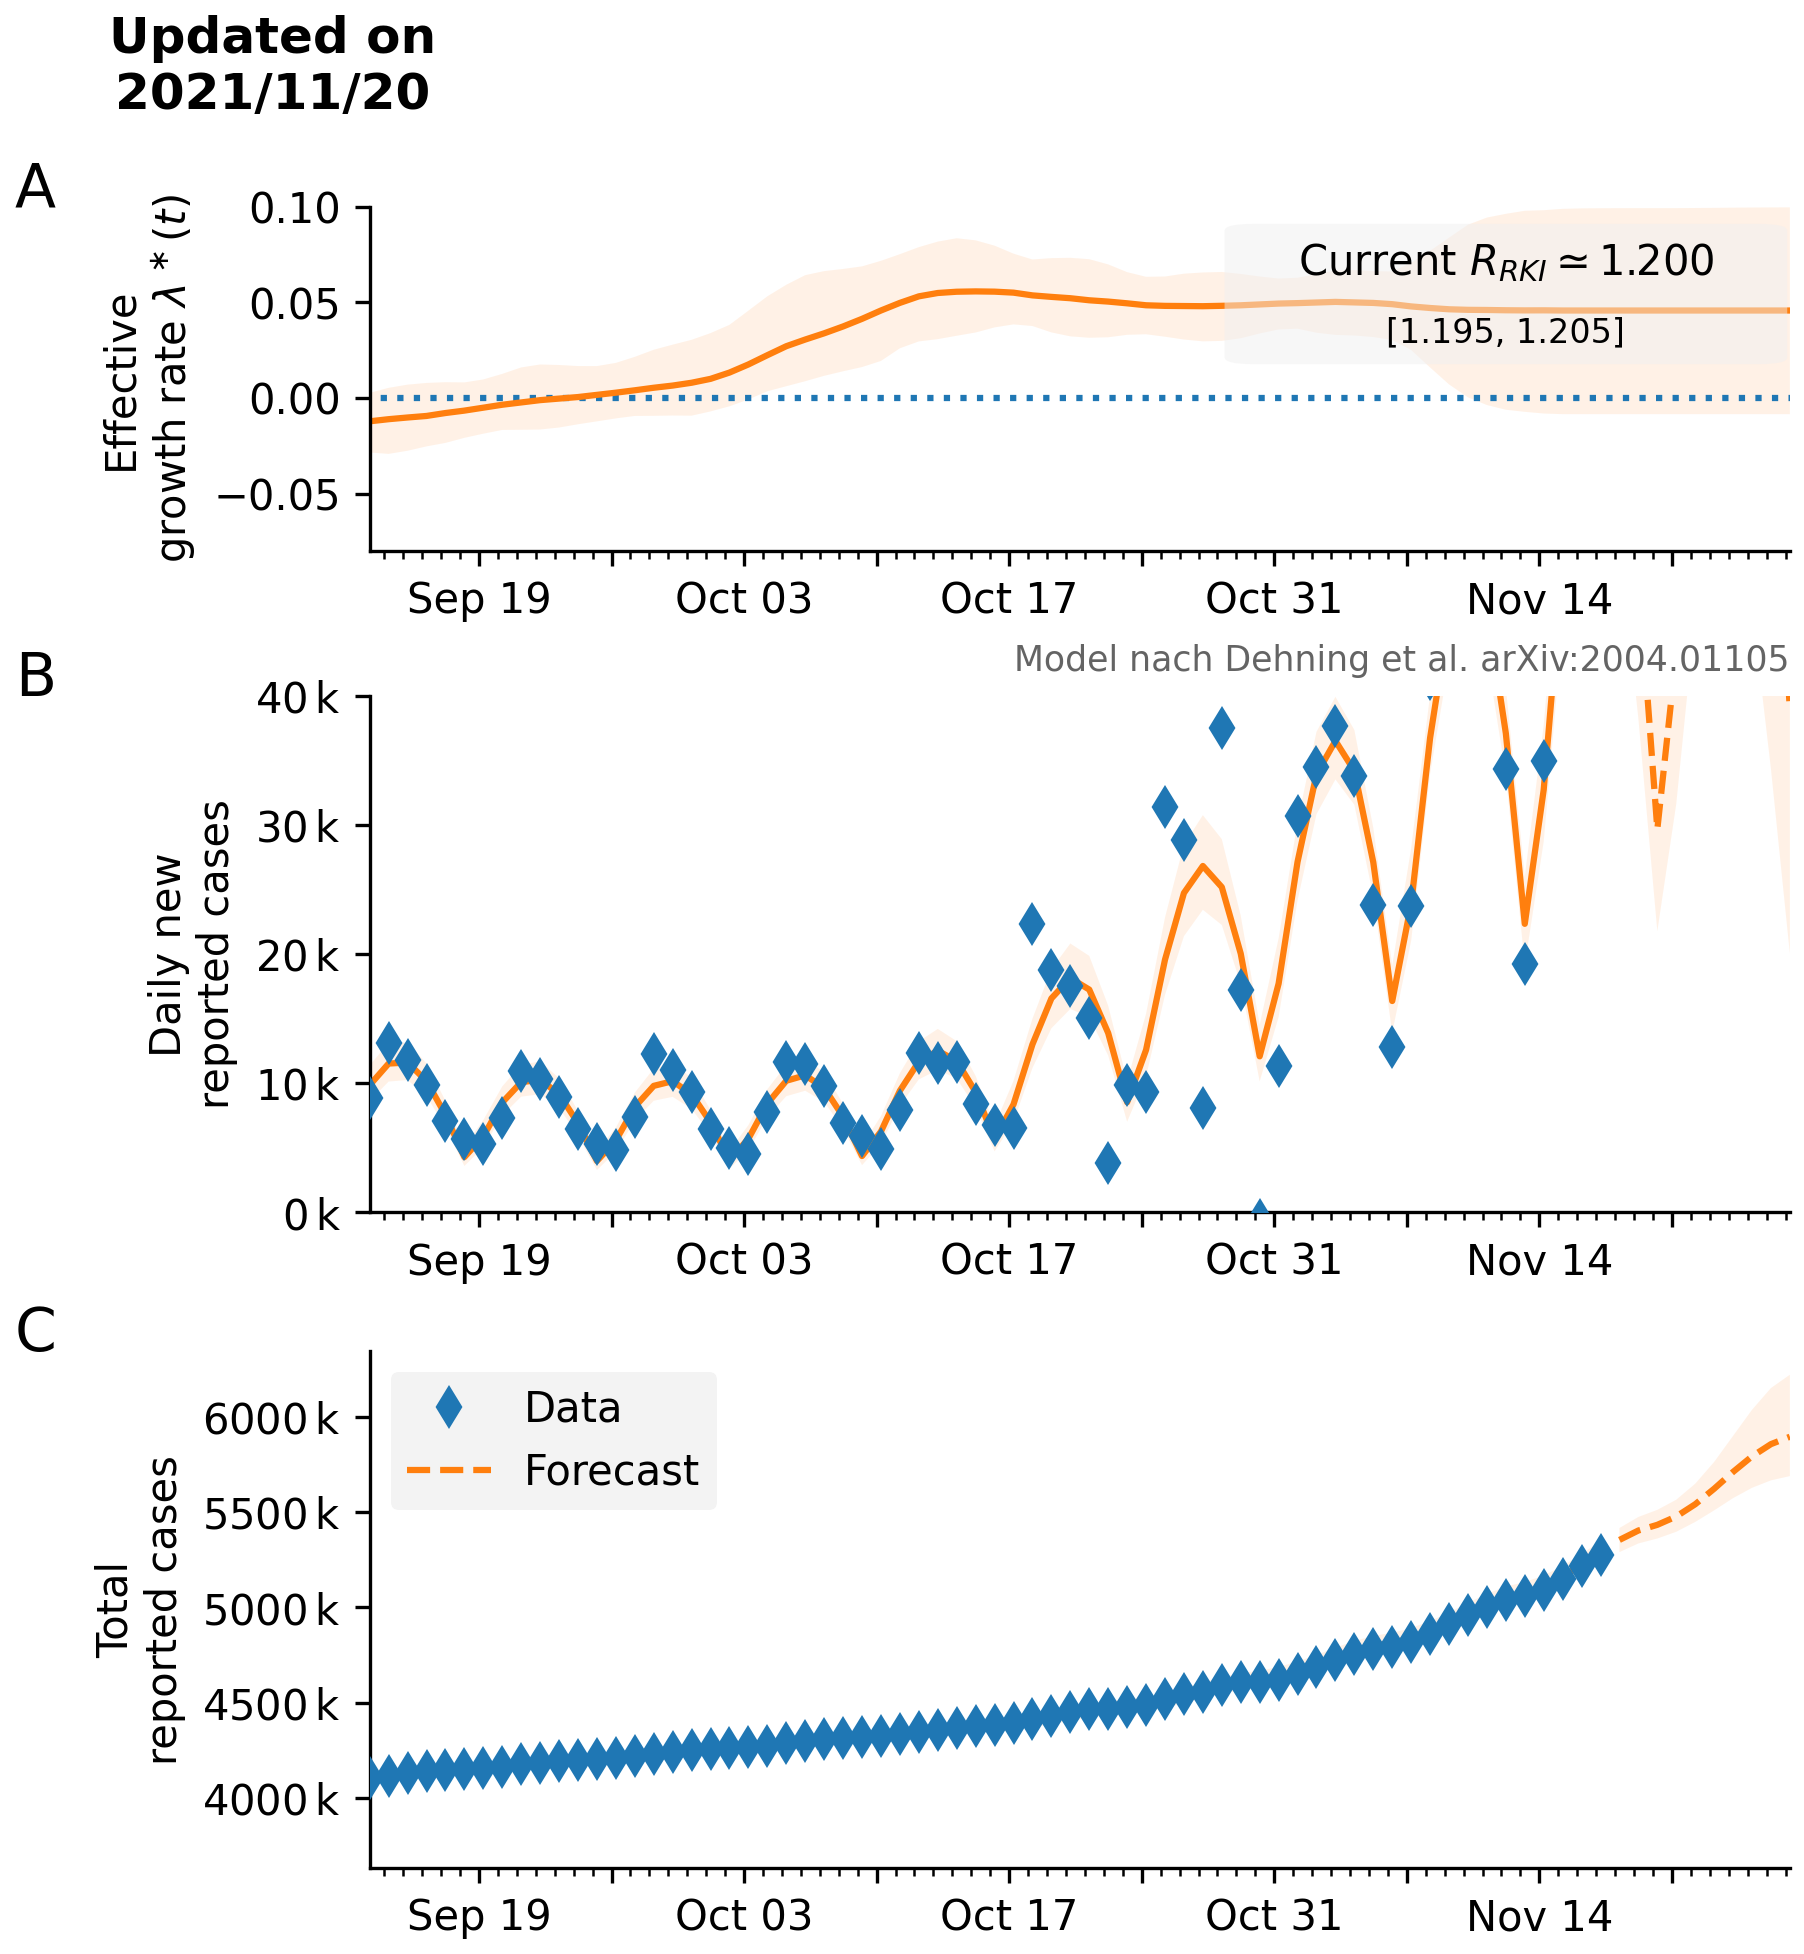 Updated on
2021/11/20
A
Effective
growth rate λ * (t)
0.10
0.05
0.00
−0.05
Current R_RKI ≃ 1.200
[1.195, 1.205]
Sep 19 Oct 03 Oct 17 Oct 31 Nov 14
B
Model nach Dehning et al. arXiv:2004.01105
Daily new
reported cases
40 k
30 k
20 k
10 k
0 k
Sep 19 Oct 03 Oct 17 Oct 31 Nov 14
C
Total
reported cases
6000 k
5500 k
5000 k
4500 k
4000 k
Data
Forecast
Sep 19 Oct 03 Oct 17 Oct 31 Nov 14